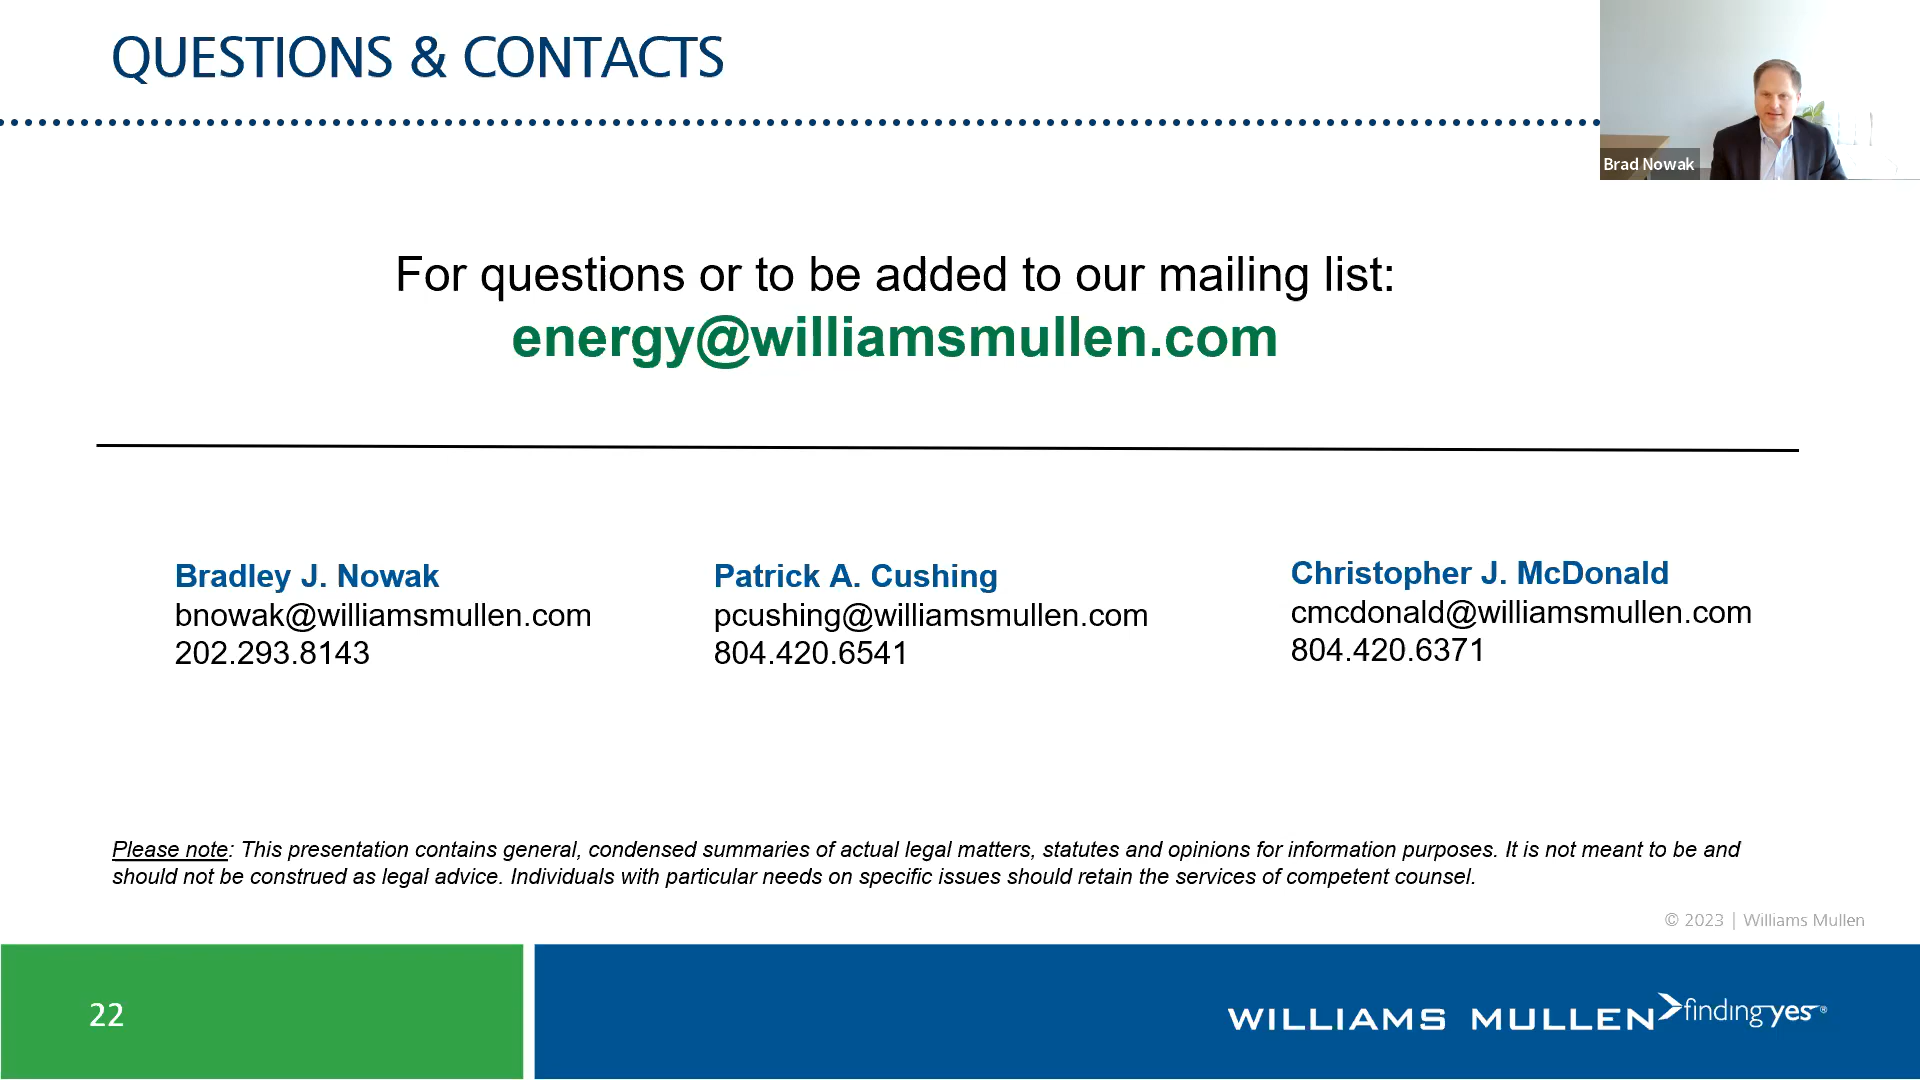 QUESTIONS & CONTACTS
Brad Nowak
For questions or to be added to our mailing list:
energy@williamsmullen.com
Bradley J. Nowak
bnowak@williamsmullen.com
202.293.8143
Patrick A. Cushing
pcushing@williamsmullen.com
804.420.6541
Christopher J. McDonald
cmcdonald@williamsmullen.com
804.420.6371
Please note: This presentation contains general, condensed summaries of actual legal matters, statutes and opinions for information purposes. It is not meant to be and
should not be construed as legal advice. Individuals with particular needs on specific issues should retain the services of competent counsel.
© 2023 | Williams Mullen
22
WILLIAMS MULLEN findingyes®